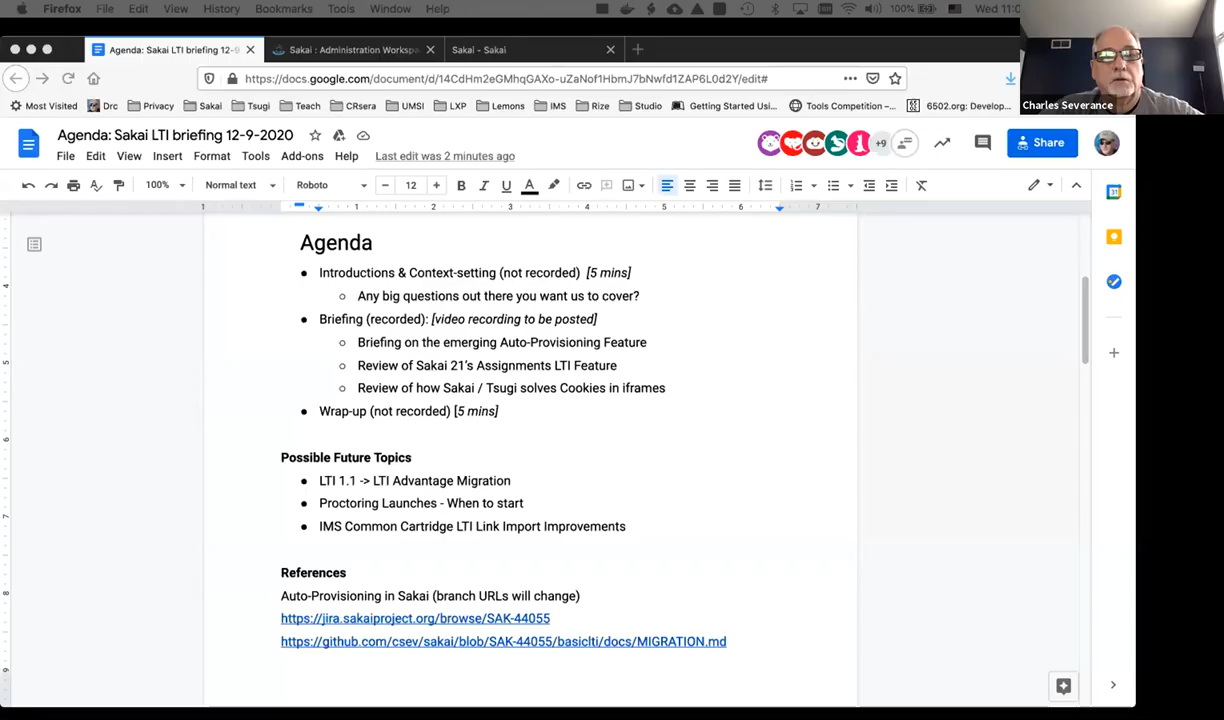 Firefox File Edit View History Bookmarks Tools Window Help 100% Wed 11:0
Agenda: Sakai LTI briefing 12-9 Sakai : Administration Workspa Sakai - Sakai
https://docs.google.com/document/d/14CdHm2eGMhqGAXo-uZaNof1HbmJ7bNwfd1ZAP6L0d2Y/edit#
Most Visited Drc Privacy Sakai Tsugi Teach CRsera UMSI LXP Lemons IMS Rize Studio Getting Started Usi... Tools Competition –... 6502.org: Develop...
Charles Severance
Agenda: Sakai LTI briefing 12-9-2020
+9
Share
File Edit View Insert Format Tools Add-ons Help Last edit was 2 minutes ago
100% Normal text Roboto 12 B I U A
1 1 2 3 4 5 6 7
Agenda
● Introductions & Context-setting (not recorded) [5 mins]
○ Any big questions out there you want us to cover?
● Briefing (recorded): [video recording to be posted]
○ Briefing on the emerging Auto-Provisioning Feature
○ Review of Sakai 21's Assignments LTI Feature
○ Review of how Sakai / Tsugi solves Cookies in iframes
● Wrap-up (not recorded) [5 mins]
Possible Future Topics
● LTI 1.1 -> LTI Advantage Migration
● Proctoring Launches - When to start
● IMS Common Cartridge LTI Link Import Improvements
References
Auto-Provisioning in Sakai (branch URLs will change)
https://jira.sakaiproject.org/browse/SAK-44055
https://github.com/csev/sakai/blob/SAK-44055/basiclti/docs/MIGRATION.md